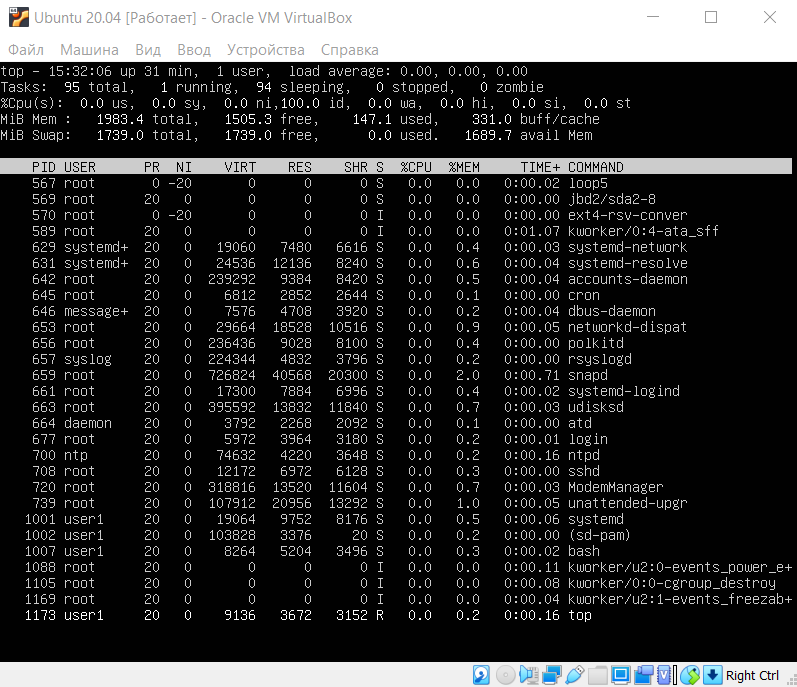 Ubuntu 20.04 [Работает] - Oracle VM VirtualBox
Файл Машина Вид Ввод Устройства Справка
top - 15:32:06 up 31 min,  1 user,  load average: 0.00, 0.00, 0.00
Tasks:  95 total,   1 running,  94 sleeping,   0 stopped,   0 zombie
%Cpu(s):  0.0 us,  0.0 sy,  0.0 ni,100.0 id,  0.0 wa,  0.0 hi,  0.0 si,  0.0 st
MiB Mem :   1983.4 total,   1505.3 free,    147.1 used,    331.0 buff/cache
MiB Swap:   1739.0 total,   1739.0 free,      0.0 used.   1689.7 avail Mem
PID USER      PR  NI    VIRT    RES    SHR S  %CPU  %MEM     TIME+ COMMAND
567 root       0 -20       0      0      0 S   0.0   0.0   0:00.02 loop5
569 root      20   0       0      0      0 S   0.0   0.0   0:00.00 jbd2/sda2-8
570 root       0 -20       0      0      0 I   0.0   0.0   0:00.00 ext4-rsv-conver
589 root      20   0       0      0      0 I   0.0   0.0   0:01.07 kworker/0:4-ata_sff
629 systemd+  20   0   19060   7480   6616 S   0.0   0.4   0:00.03 systemd-network
631 systemd+  20   0   24536  12136   8240 S   0.0   0.6   0:00.04 systemd-resolve
642 root      20   0  239292   9384   8420 S   0.0   0.5   0:00.04 accounts-daemon
645 root      20   0    6812   2852   2644 S   0.0   0.1   0:00.00 cron
646 message+  20   0    7576   4708   3920 S   0.0   0.2   0:00.04 dbus-daemon
653 root      20   0   29664  18528  10516 S   0.0   0.9   0:00.05 networkd-dispat
656 root      20   0  236436   9028   8100 S   0.0   0.4   0:00.00 polkitd
657 syslog    20   0  224344   4832   3796 S   0.0   0.2   0:00.00 rsyslogd
659 root      20   0  726824  40568  20300 S   0.0   2.0   0:00.71 snapd
661 root      20   0   17300   7884   6996 S   0.0   0.4   0:00.02 systemd-logind
663 root      20   0  395592  13832  11840 S   0.0   0.7   0:00.03 udisksd
664 daemon    20   0    3792   2268   2092 S   0.0   0.1   0:00.00 atd
677 root      20   0    5972   3964   3180 S   0.0   0.2   0:00.01 login
700 ntp       20   0   74632   4220   3648 S   0.0   0.2   0:00.16 ntpd
708 root      20   0   12172   6972   6128 S   0.0   0.3   0:00.00 sshd
720 root      20   0  318816  13520  11604 S   0.0   0.7   0:00.03 ModemManager
739 root      20   0  107912  20956  13292 S   0.0   1.0   0:00.05 unattended-upgr
1001 user1     20   0   19064   9752   8176 S   0.0   0.5   0:00.06 systemd
1002 user1     20   0  103828   3376     20 S   0.0   0.2   0:00.00 (sd-pam)
1007 user1     20   0    8264   5204   3496 S   0.0   0.3   0:00.02 bash
1088 root      20   0       0      0      0 I   0.0   0.0   0:00.11 kworker/u2:0-events_power_e+
1105 root      20   0       0      0      0 I   0.0   0.0   0:00.08 kworker/0:0-cgroup_destroy
1169 root      20   0       0      0      0 I   0.0   0.0   0:00.04 kworker/u2:1-events_freezab+
1173 user1     20   0    9136   3672   3152 R   0.0   0.2   0:00.16 top
Right Ctrl